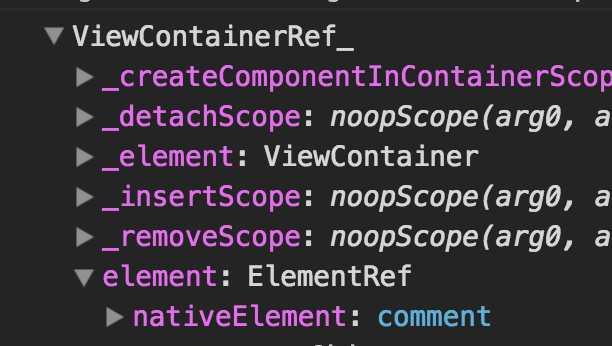 ViewContainerRef_
_createComponentInContainerScop
_detachScope: noopScope(arg0, a
_element: ViewContainer
_insertScope: noopScope(arg0, a
_removeScope: noopScope(arg0, a
element: ElementRef
nativeElement: comment